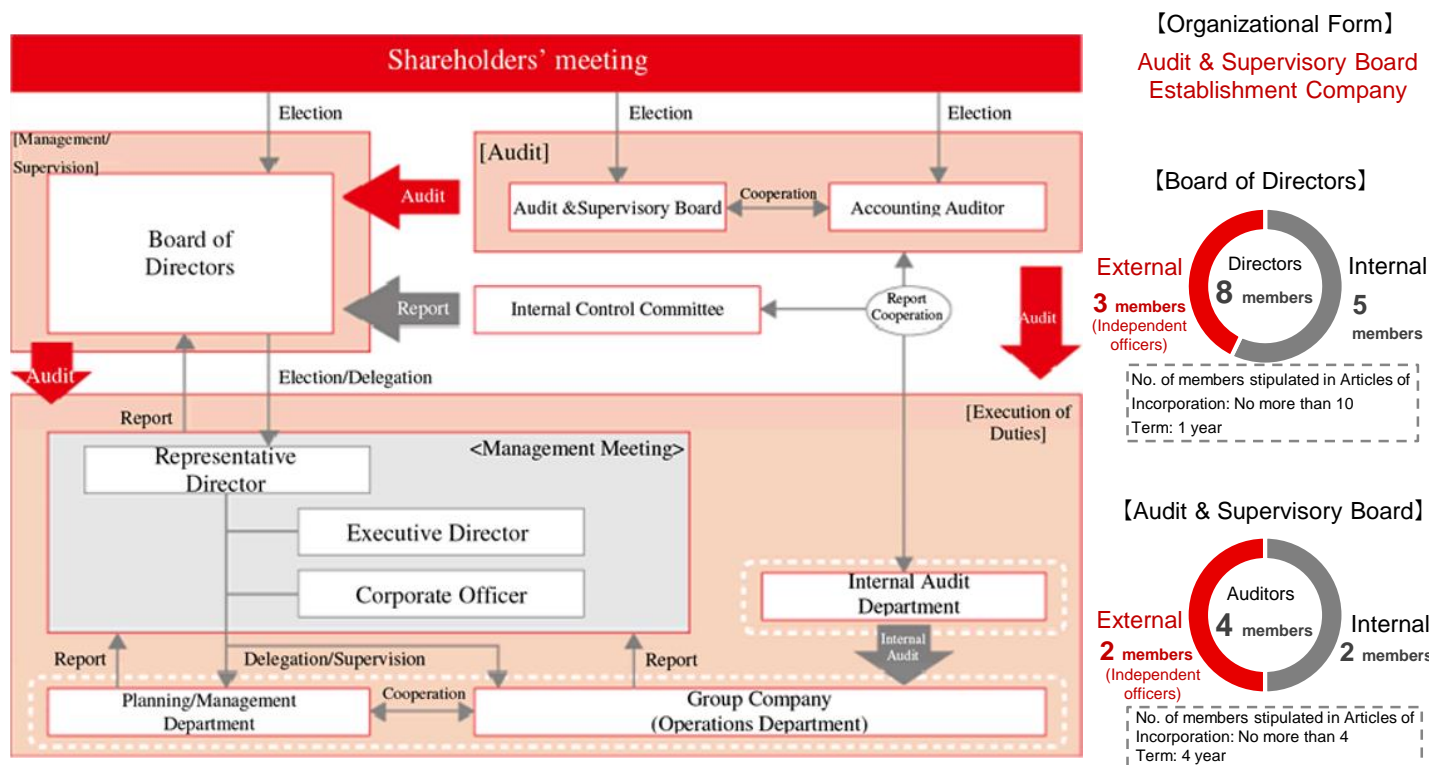 Shareholders' meeting
Election
Election
Election
[Management/
Supervision]
Board of
Directors
Audit
[Audit]
Audit &Supervisory Board
Cooperation
Accounting Auditor
Report
Internal Control Committee
Report
Cooperation
Audit
Audit
Election/Delegation
Report
[Execution of
Duties]
<Management Meeting>
Representative
Director
Executive Director
Corporate Officer
Internal Audit
Department
Internal
Audit
Report
Delegation/Supervision
Report
Planning/Management
Department
Cooperation
Group Company
(Operations Department)
【Organizational Form】
Audit & Supervisory Board
Establishment Company
【Board of Directors】
Directors
8 members
External
3 members
(Independent
officers)
Internal
5
members
No. of members stipulated in Articles of
Incorporation: No more than 10
Term: 1 year
【Audit & Supervisory Board】
Auditors
4 members
External
2 members
(Independent
officers)
Internal
2 members
No. of members stipulated in Articles of
Incorporation: No more than 4
Term: 4 year